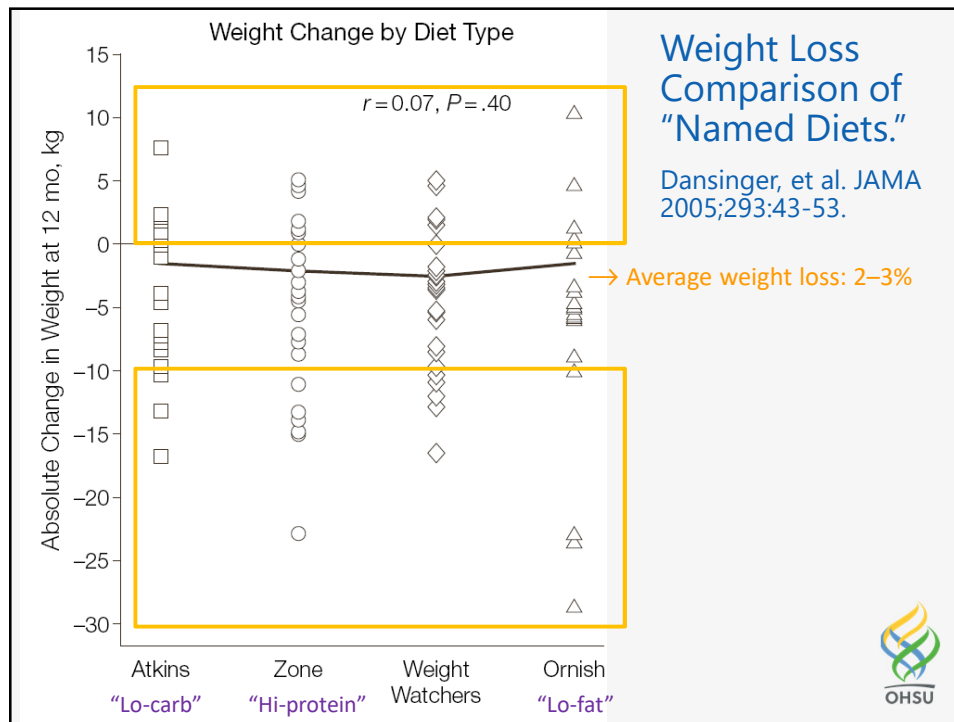 Weight Change by Diet Type
r = 0.07, P = .40
Absolute Change in Weight at 12 mo, kg
15
10
5
0
−5
−10
−15
−20
−25
−30
Atkins
Zone
Weight
Watchers
Ornish
“Lo-carb”
“Hi-protein”
“Lo-fat”
Weight Loss
Comparison of
“Named Diets.”
Dansinger, et al. JAMA
2005;293:43-53.
→ Average weight loss: 2–3%
OHSU